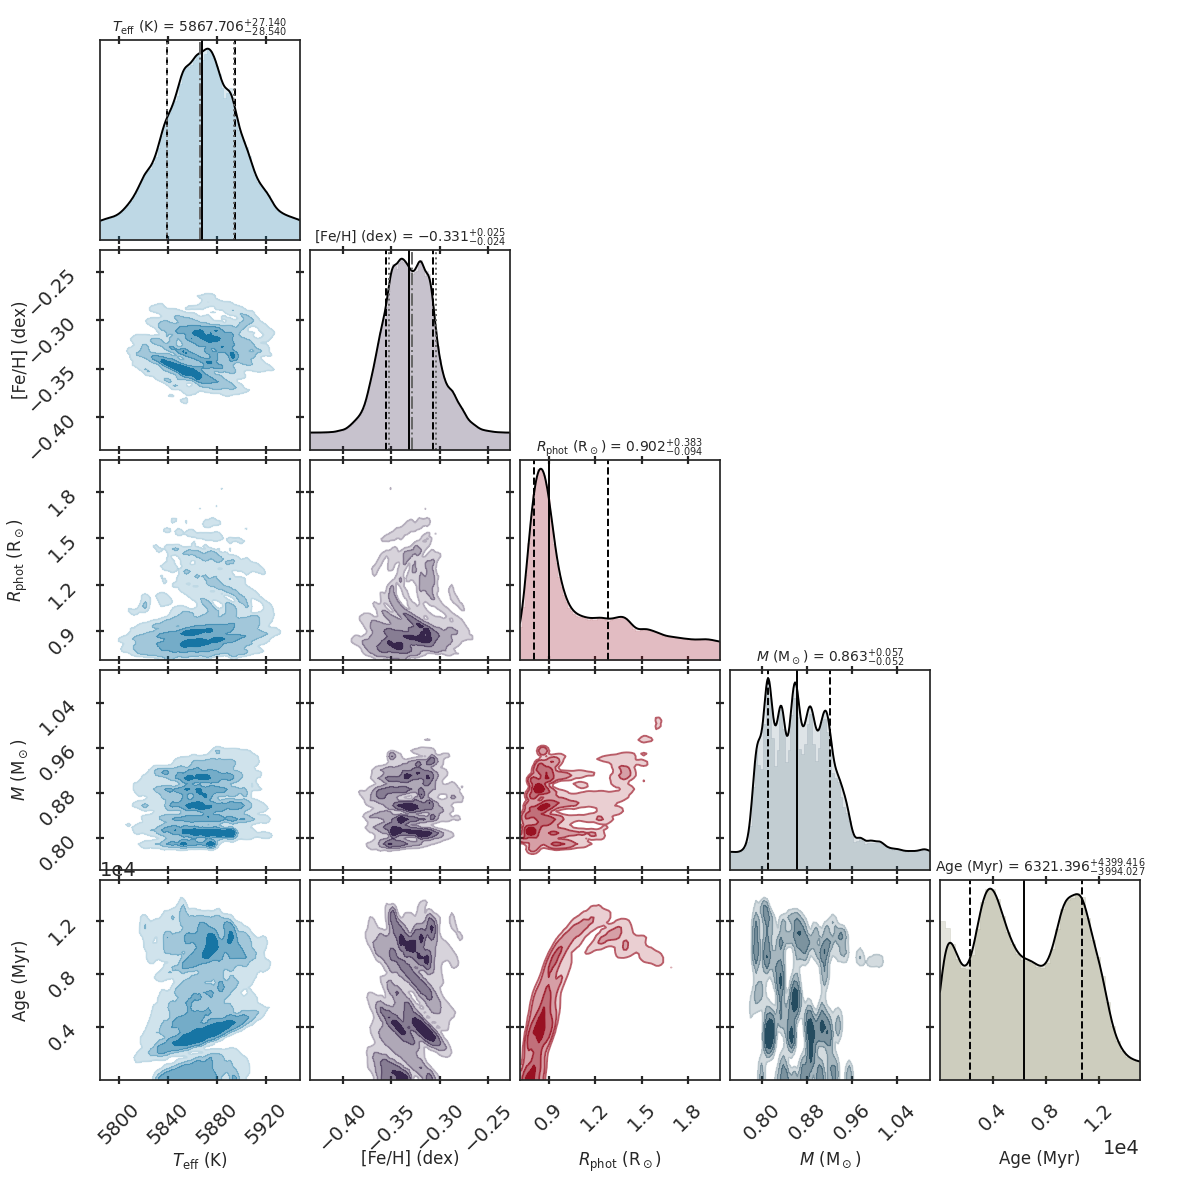 T_eff (K) = 5867.706^{+27.140}_{−28.540}
[Fe/H] (dex) = −0.331^{+0.025}_{−0.024}
−0.25
−0.30
−0.35
−0.40
[Fe/H] (dex)
R_phot (R_⊙) = 0.902^{+0.383}_{−0.094}
1.8
1.5
1.2
0.9
R_phot (R_⊙)
M (M_⊙) = 0.863^{+0.057}_{−0.052}
1.04
0.96
0.88
0.80
M (M_⊙)
1e4
Age (Myr) = 6321.396^{+4399.416}_{−3994.027}
1.2
0.8
0.4
Age (Myr)
5800 5840 5880 5920
−0.40 −0.35 −0.30 −0.25
0.9 1.2 1.5 1.8
0.80 0.88 0.96 1.04
0.4 0.8 1.2
1e4
T_eff (K)
[Fe/H] (dex)
R_phot (R_⊙)
M (M_⊙)
Age (Myr)